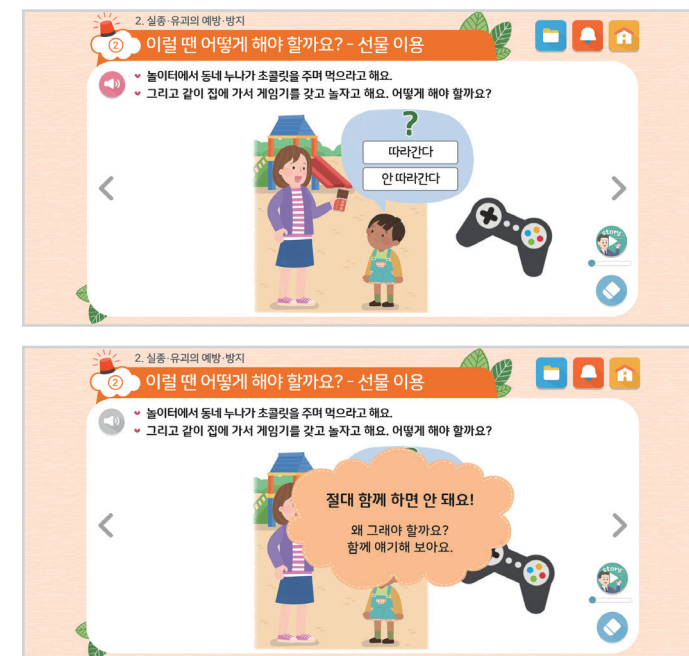 2. 실종·유괴의 예방·방지
② 이럴 땐 어떻게 해야 할까요? - 선물 이용
놀이터에서 동네 누나가 초콜릿을 주며 먹으라고 해요.
그리고 같이 집에 가서 게임기를 갖고 놀자고 해요. 어떻게 해야 할까요?
?
따라간다
안 따라간다
story
2. 실종·유괴의 예방·방지
② 이럴 땐 어떻게 해야 할까요? - 선물 이용
놀이터에서 동네 누나가 초콜릿을 주며 먹으라고 해요.
그리고 같이 집에 가서 게임기를 갖고 놀자고 해요. 어떻게 해야 할까요?
절대 함께 하면 안 돼요!
왜 그래야 할까요?
함께 얘기해 보아요.
story